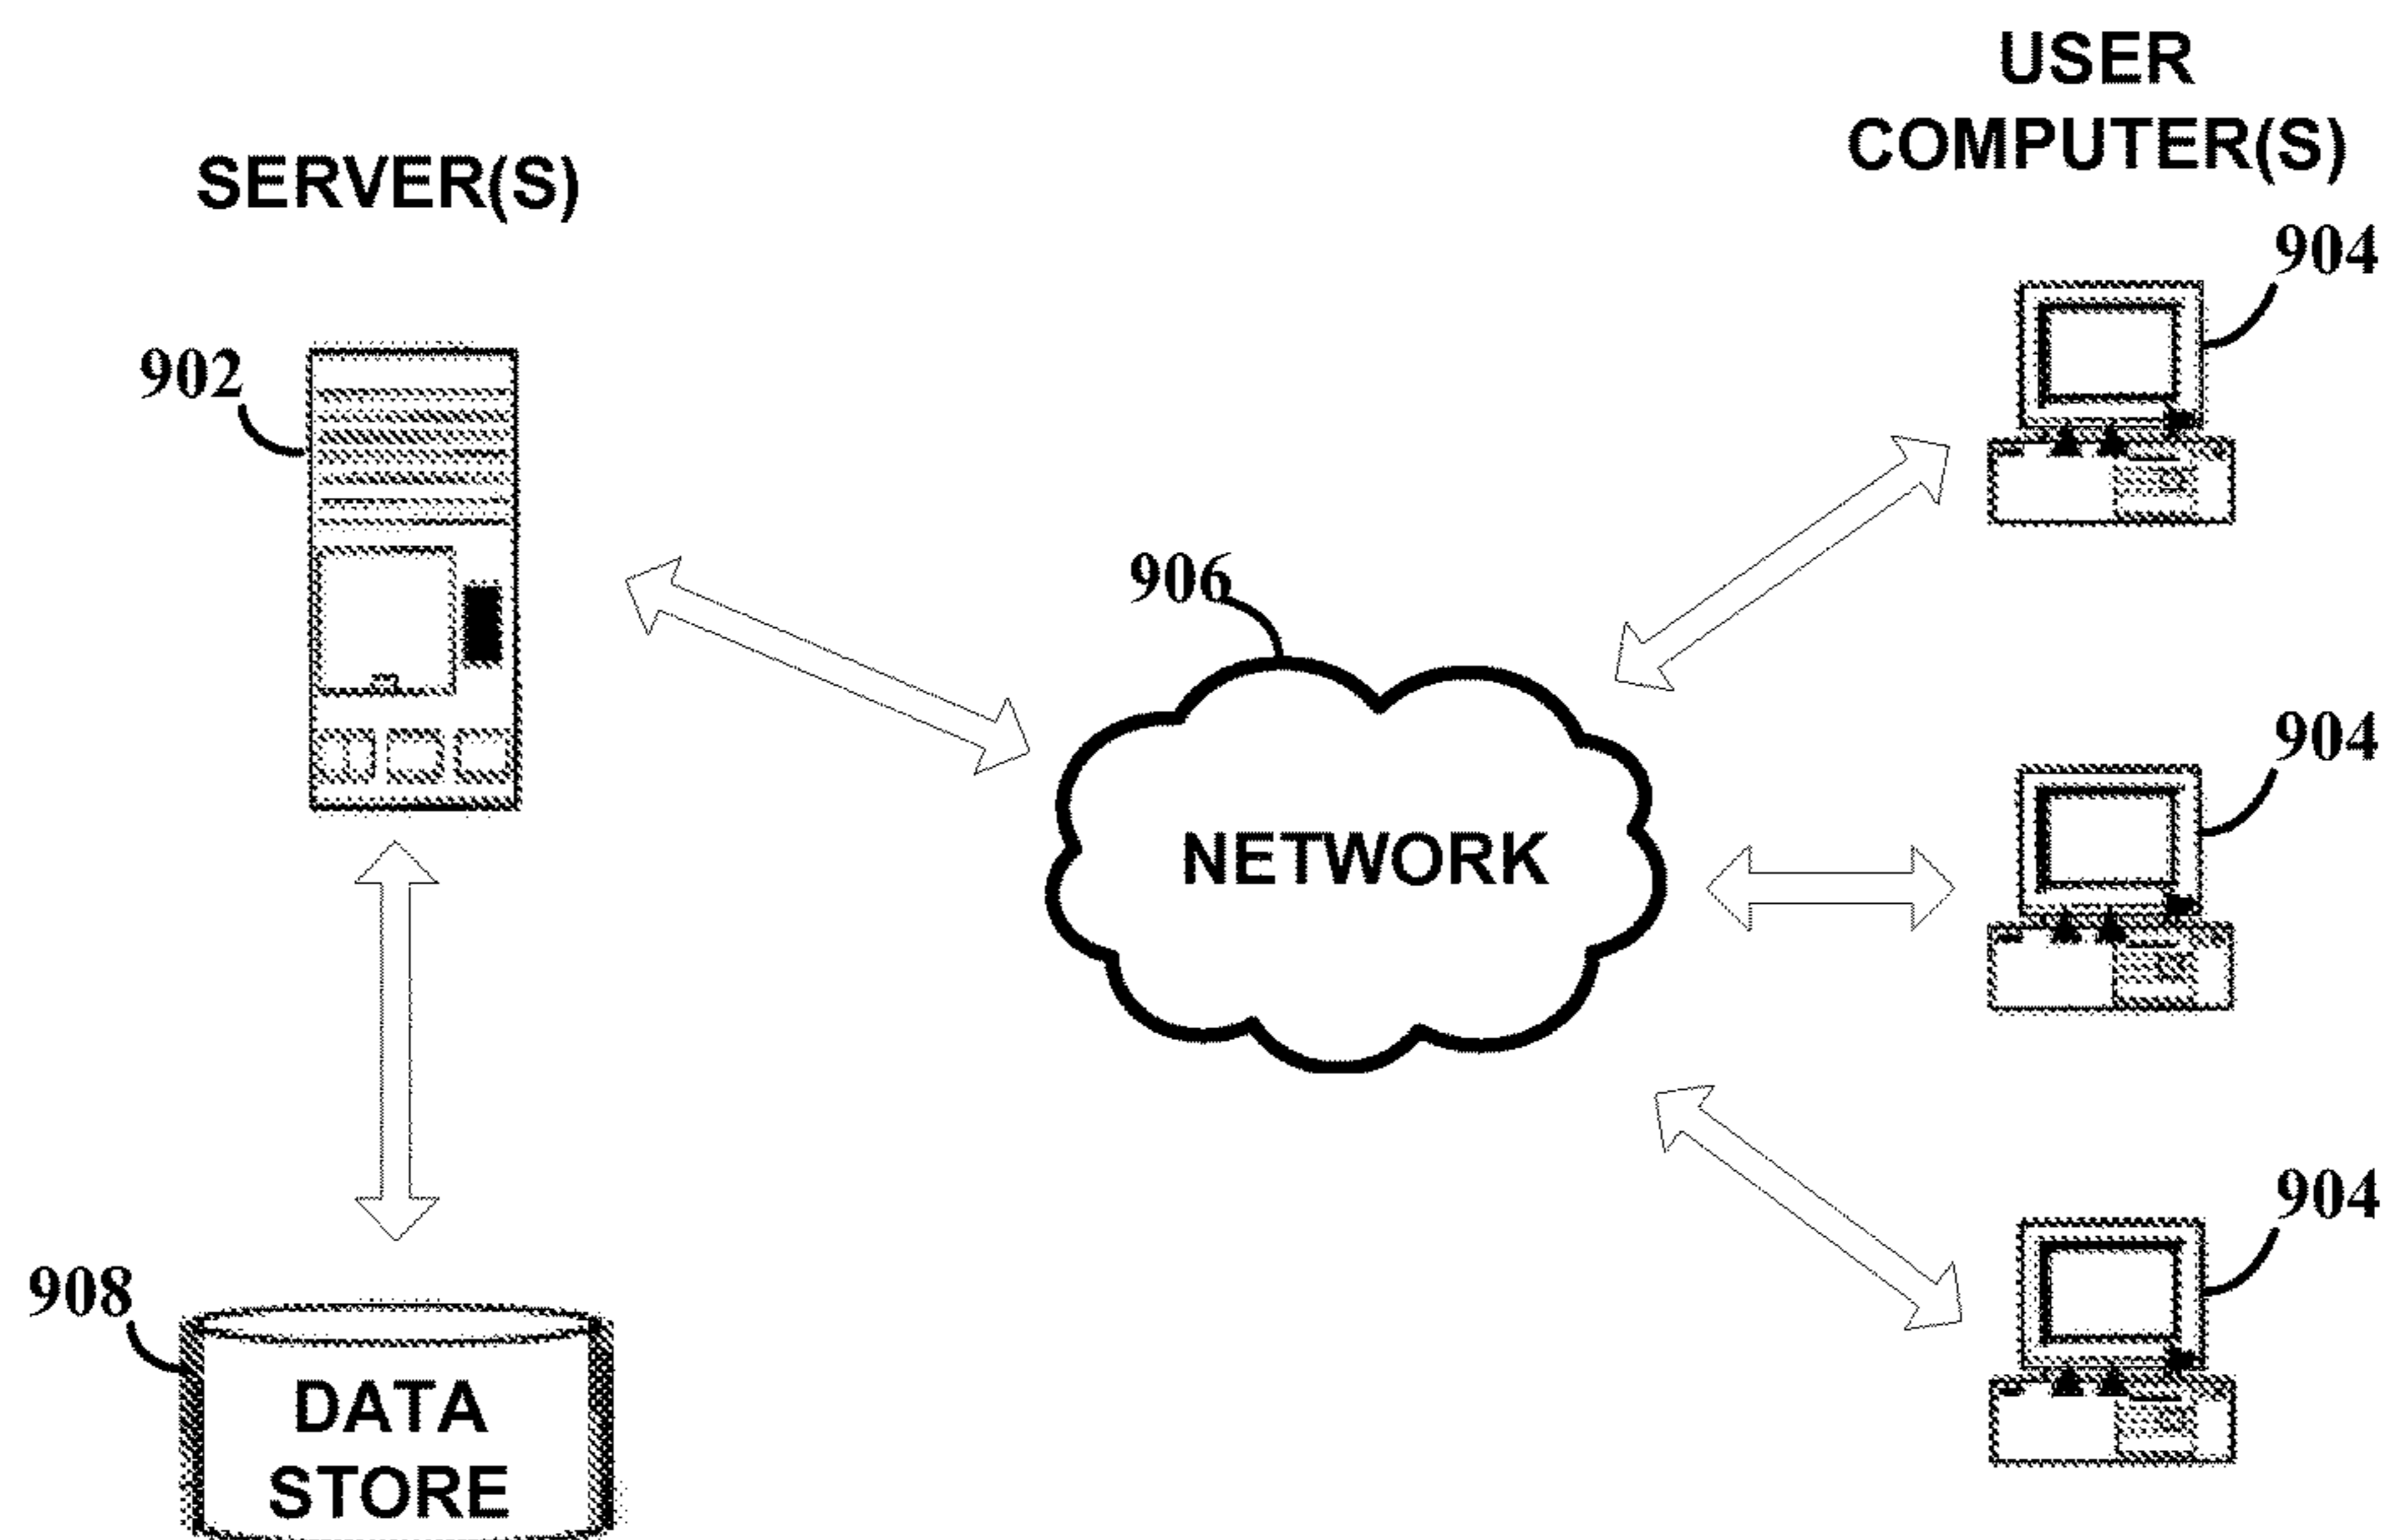 USER
COMPUTER(S)
SERVER(S)
904
902
906
904
NETWORK
904
908
DATA
STORE